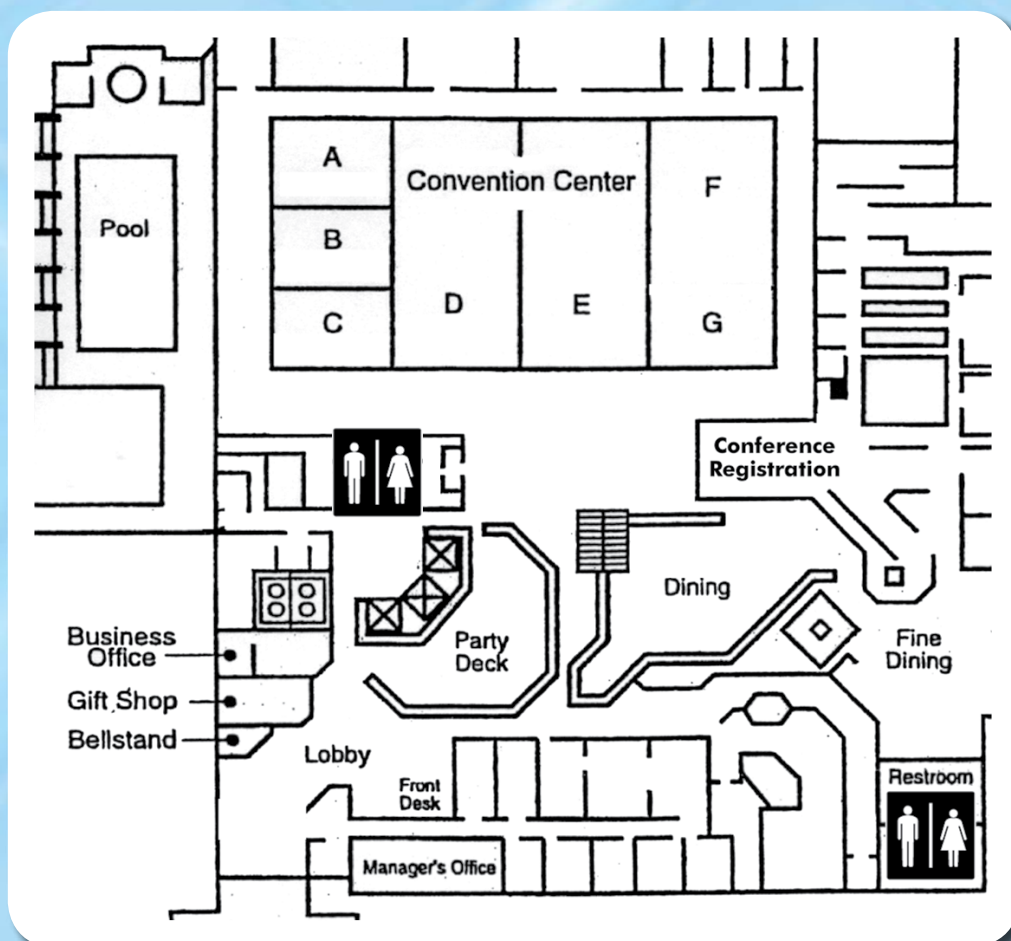 A
Convention Center
F
Pool
B
D
E
C
G
Conference
Registration
Dining
Business
Office
Party
Deck
Fine
Dining
Gift Shop
Bellstand
Lobby
Front
Desk
Restroom
Manager's Office